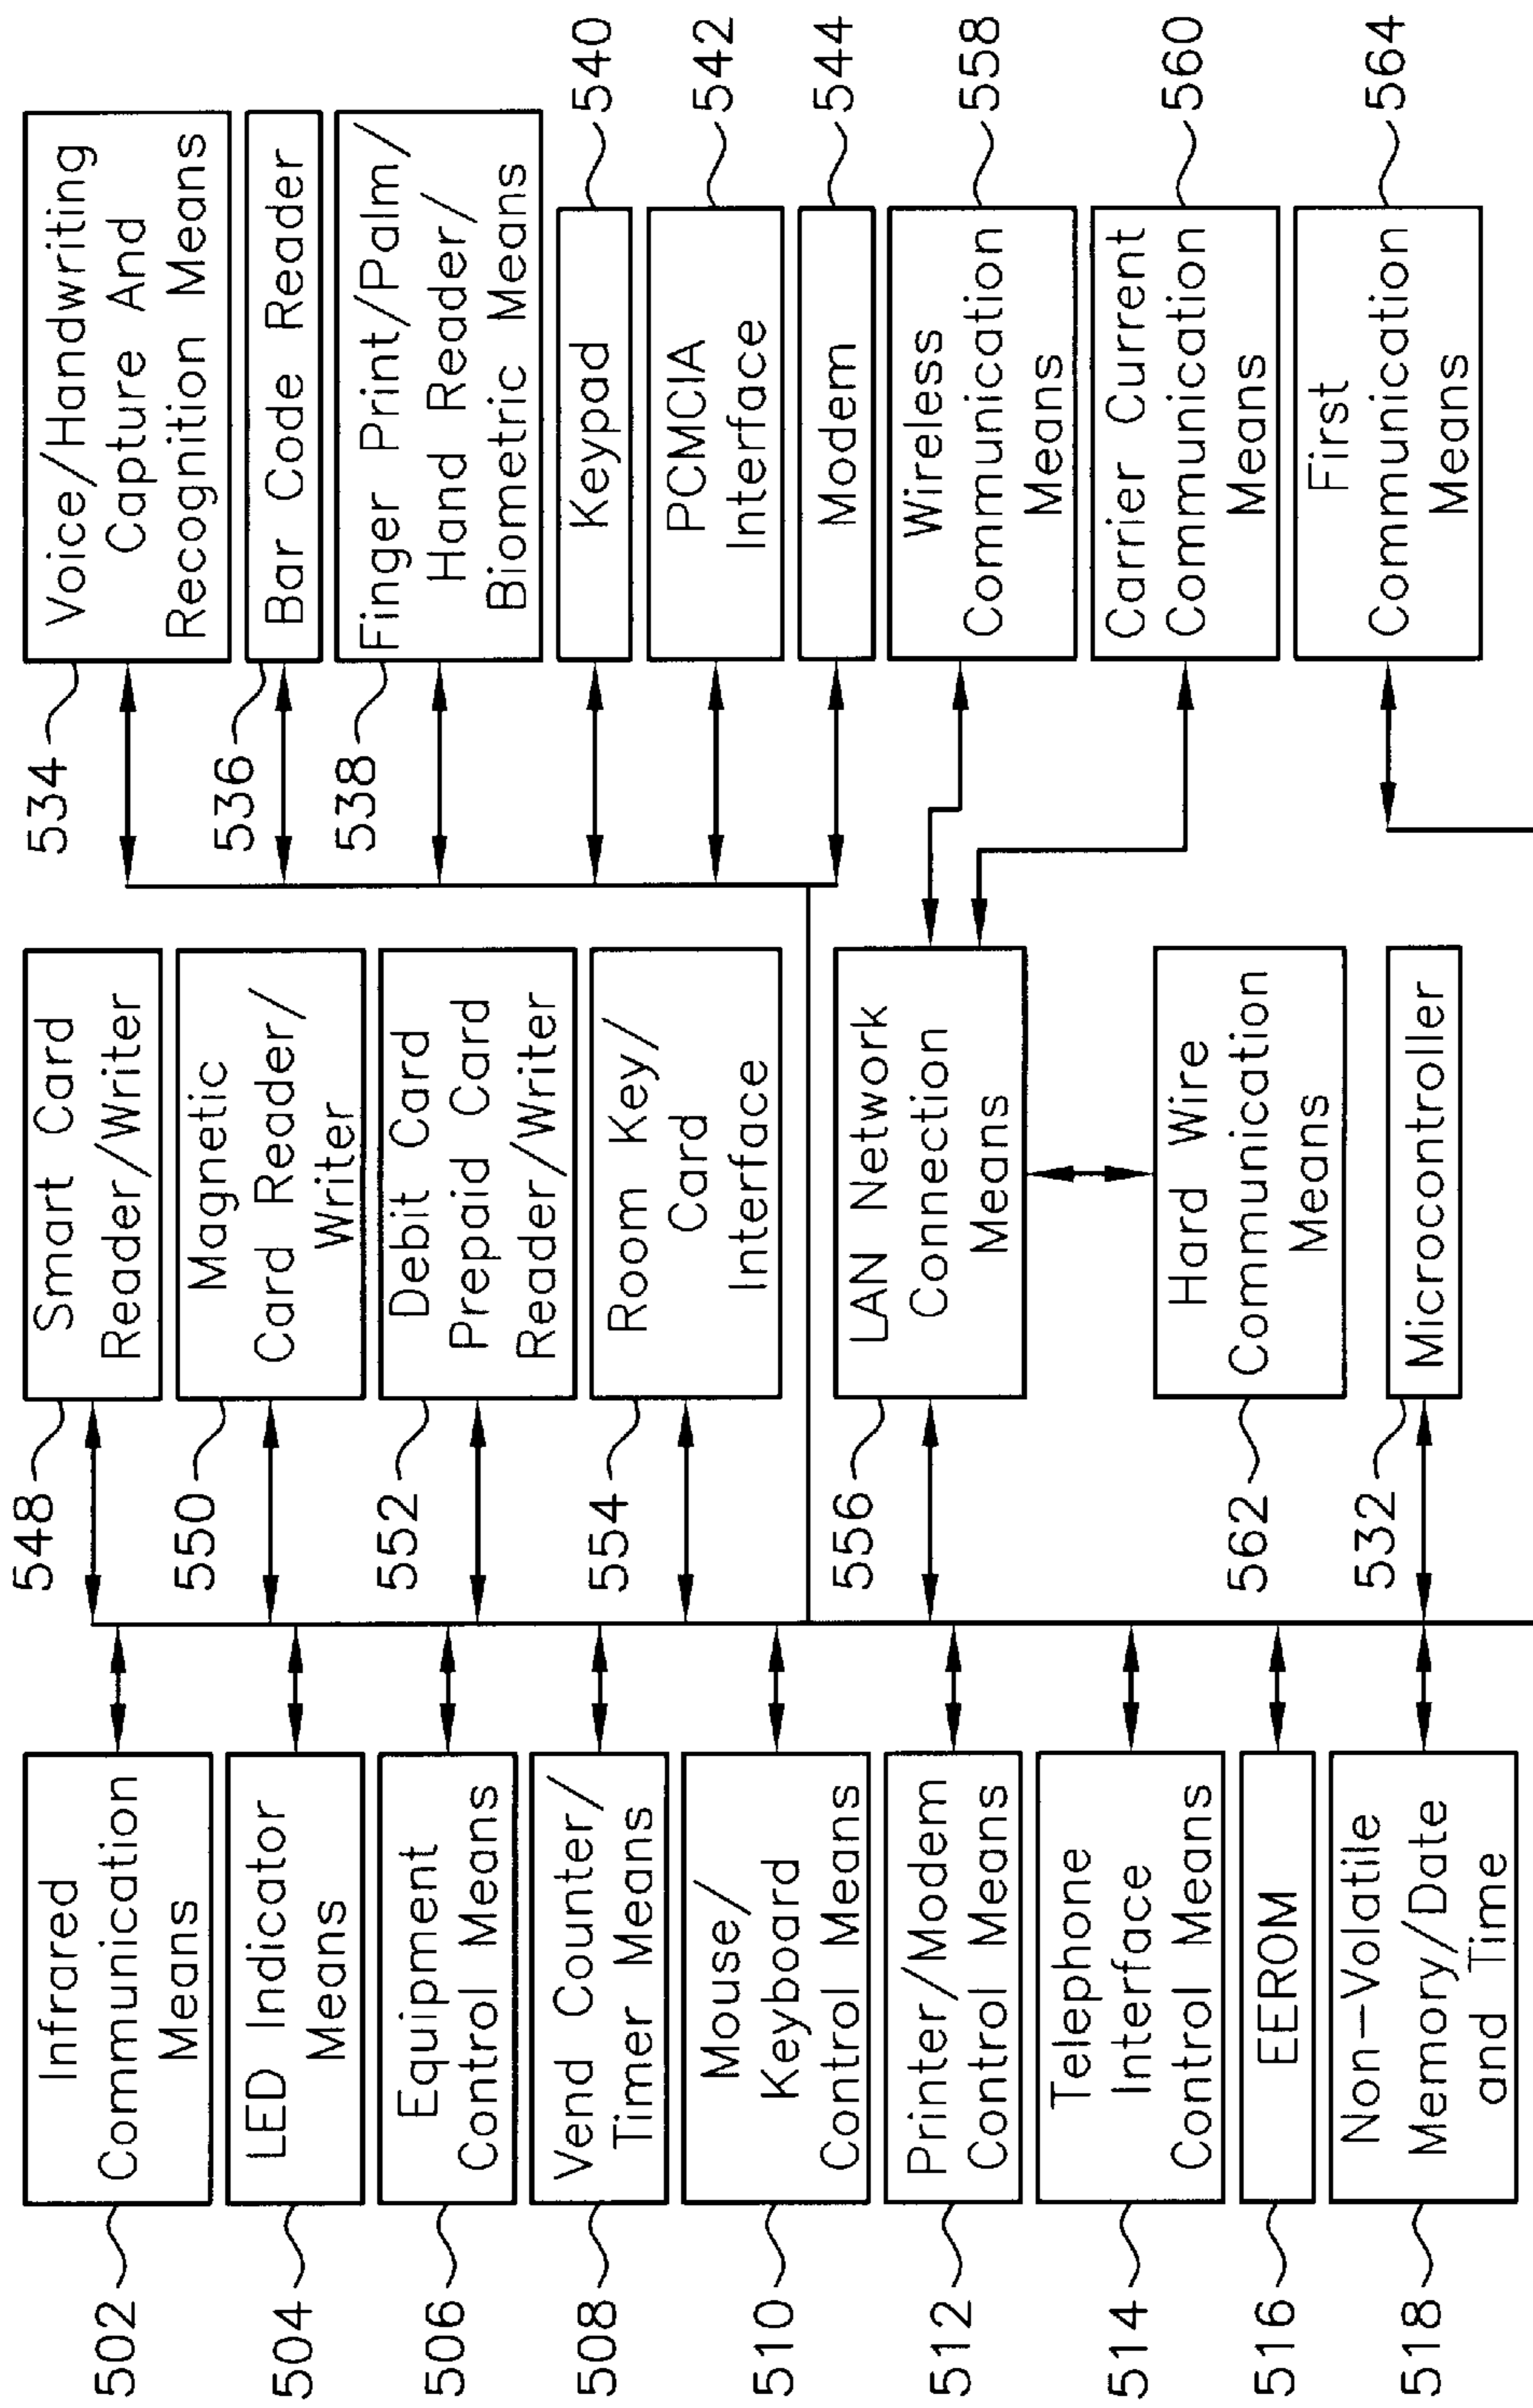 502
Infrared
Communication
Means
504
LED Indicator
Means
506
Equipment
Control Means
508
Vend Counter/
Timer Means
510
Mouse/
Keyboard
Control Means
512
Printer/Modem
Control Means
514
Telephone
Interface
Control Means
516
EEROM
518
Non-Volatile
Memory/Date
and Time
548
Smart Card
Reader/Writer
550
Magnetic
Card Reader/
Writer
552
Debit Card
Prepaid Card
Reader/Writer
554
Room Key/
Card
Interface
556
LAN Network
Connection
Means
562
Hard Wire
Communication
Means
532
Microcontroller
534
Voice/Handwriting
Capture And
Recognition Means
536
Bar Code Reader
538
Finger Print/Palm/
Hand Reader/
Biometric Means
Keypad
540
PCMCIA
Interface
542
Modem
544
Wireless
Communication
Means
558
Carrier Current
Communication
Means
560
First
Communication
Means
564